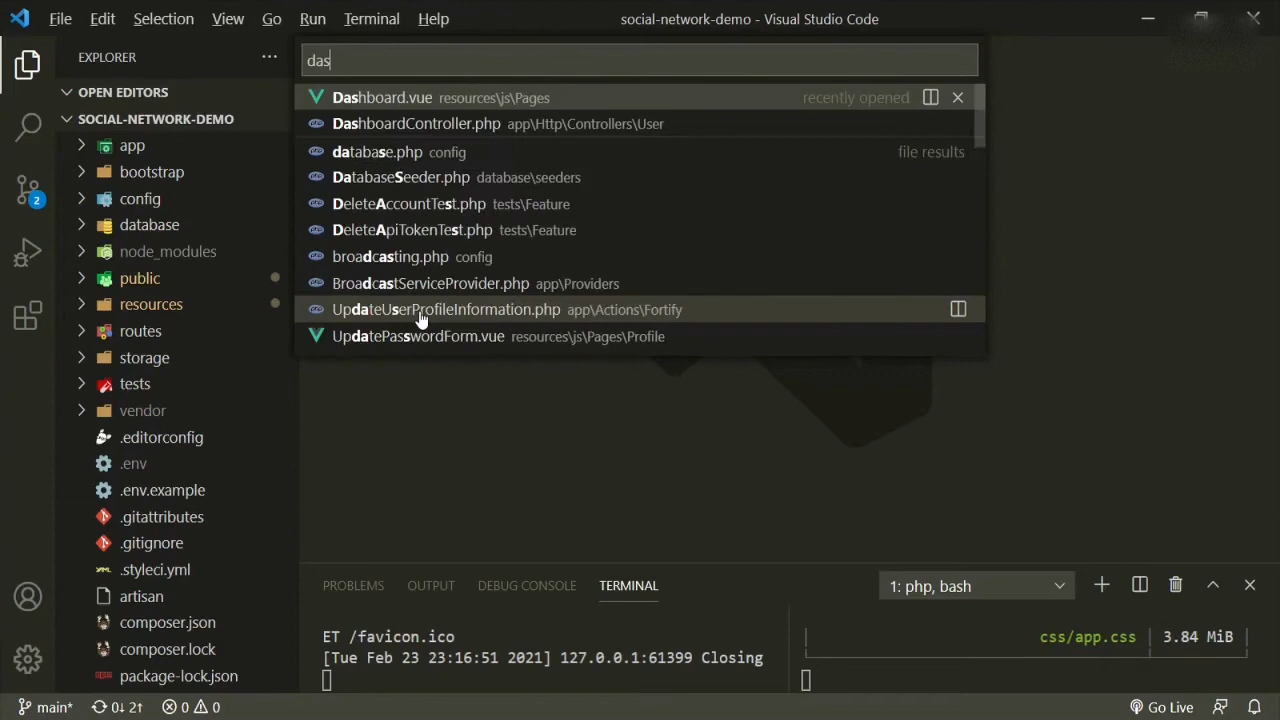 File Edit Selection View Go Run Terminal Help social-network-demo - Visual Studio Code
EXPLORER
OPEN EDITORS
SOCIAL-NETWORK-DEMO
app
bootstrap
config
database
node_modules
public
resources
routes
storage
tests
vendor
.editorconfig
.env
.env.example
.gitattributes
.gitignore
.styleci.yml
artisan
composer.json
composer.lock
package-lock.json
2
das
Dashboard.vue resources\js\Pages recently opened
DashboardController.php app\Http\Controllers\User
database.php config file results
DatabaseSeeder.php database\seeders
DeleteAccountTest.php tests\Feature
DeleteApiTokenTest.php tests\Feature
broadcasting.php config
BroadcastServiceProvider.php app\Providers
UpdateUserProfileInformation.php app\Actions\Fortify
UpdatePasswordForm.vue resources\js\Pages\Profile
PROBLEMS OUTPUT DEBUG CONSOLE TERMINAL 1: php, bash
ET /favicon.ico
[Tue Feb 23 23:16:51 2021] 127.0.0.1:61399 Closing
css/app.css | 3.84 MiB
main* 0↓ 2↑ 0 0 Go Live